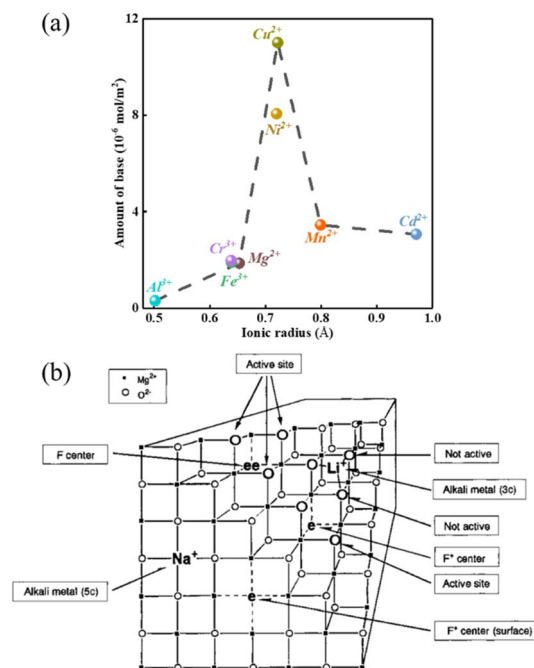 (a)
Amount of base (10⁻⁶ mol/m²)
12
8
4
0
Cu²⁺
Ni²⁺
Cr³⁺
Mg²⁺
Fe³⁺
Al³⁺
Mn²⁺
Cd²⁺
0.5 0.6 0.7 0.8 0.9 1.0
Ionic radius (Å)
(b)
Mg²⁺
O²⁻
Active site
F center
ee
Li⁺
Not active
Alkali metal (3c)
Not active
e
F⁺ center
Active site
Na⁺
Alkali metal (5c)
e
F⁺ center (surface)
O
O
O
O
O
O
O